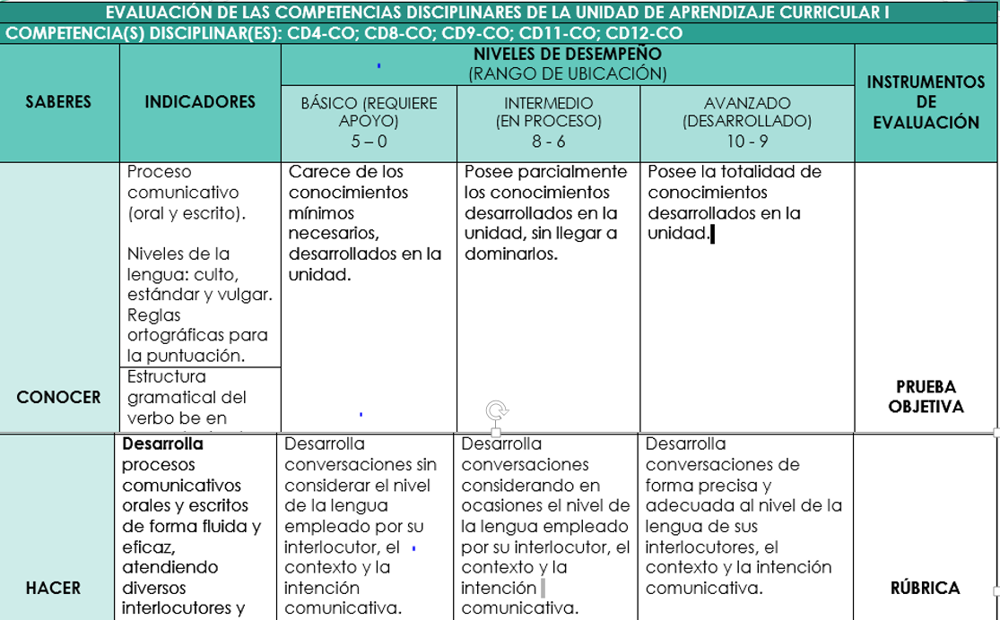 EVALUACIÓN DE LAS COMPETENCIAS DISCIPLINARES DE LA UNIDAD DE APRENDIZAJE CURRICULAR I
COMPETENCIA(S) DISCIPLINAR(ES): CD4-CO; CD8-CO; CD9-CO; CD11-CO; CD12-CO
SABERES
INDICADORES
NIVELES DE DESEMPEÑO
(RANGO DE UBICACIÓN)
INSTRUMENTOS
DE
EVALUACIÓN
BÁSICO (REQUIERE
APOYO)
5 – 0
INTERMEDIO
(EN PROCESO)
8 - 6
AVANZADO
(DESARROLLADO)
10 - 9
CONOCER
Proceso
comunicativo
(oral y escrito).
Niveles de la
lengua: culto,
estándar y vulgar.
Reglas
ortográficas para
la puntuación.
Estructura
gramatical del
verbo be en
Carece de los
conocimientos
mínimos
necesarios,
desarrollados en la
unidad.
Posee parcialmente
los conocimientos
desarrollados en la
unidad, sin llegar a
dominarlos.
Posee la totalidad de
conocimientos
desarrollados en la
unidad.
PRUEBA
OBJETIVA
HACER
Desarrolla
procesos
comunicativos
orales y escritos
de forma fluida y
eficaz,
atendiendo
diversos
interlocutores y
Desarrolla
conversaciones sin
considerar el nivel
de la lengua
empleado por su
interlocutor, el
contexto y la
intención
comunicativa.
Desarrolla
conversaciones
considerando en
ocasiones el nivel de
la lengua empleado
por su interlocutor, el
contexto y la
intención
comunicativa.
Desarrolla
conversaciones de
forma precisa y
adecuada al nivel de la
lengua de sus
interlocutores, el
contexto y la intención
comunicativa.
RÚBRICA